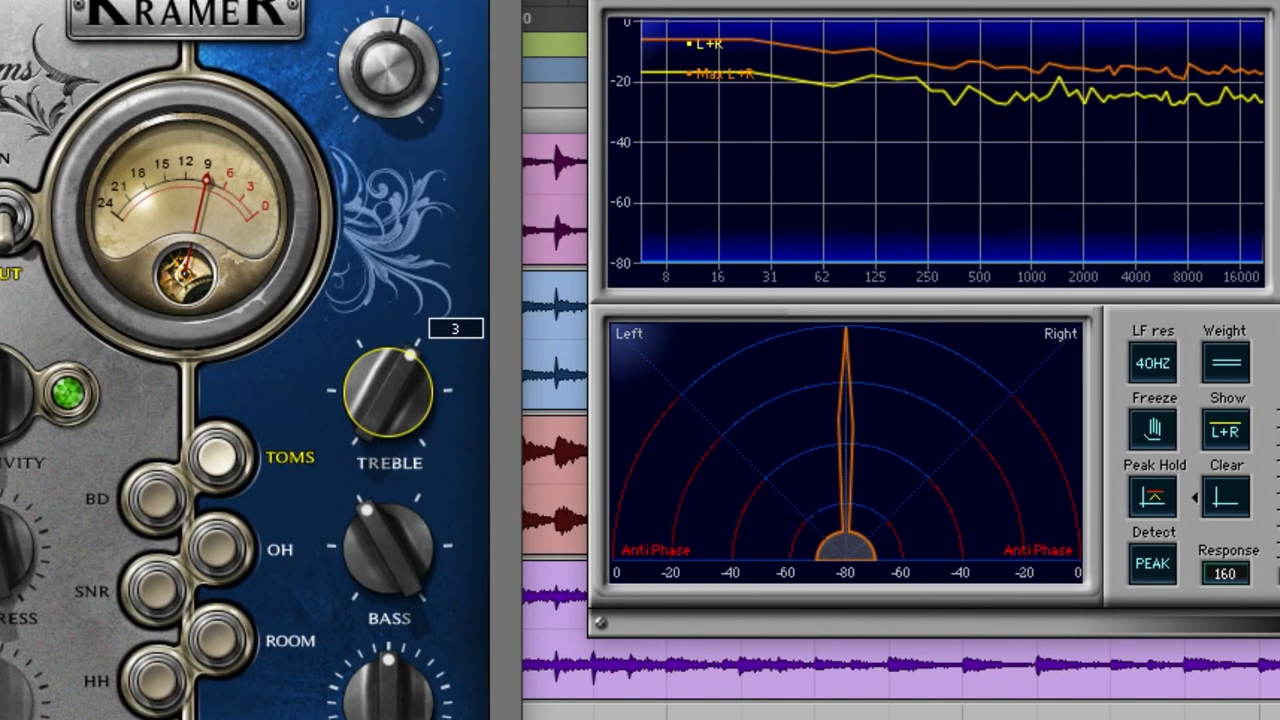 KRAMER
ms
N
24 21 18 15 12 9 6 3 0
UT
3
TREBLE
IVITY
TOMS
BD
OH
SNR
BASS
RESS
ROOM
HH
0
0
L+R
Max L+R
-20
-40
-60
-80
8 16 31 62 125 250 500 1000 2000 4000 8000 16000
Left Right
Anti Phase Anti Phase
0 -20 -40 -60 -80 -60 -40 -20 0
LF res Weight
40HZ
Freeze Show
L+R
Peak Hold Clear
Detect
PEAK
Response
160